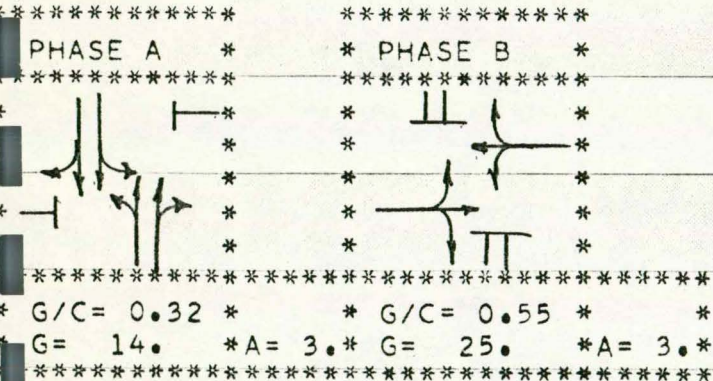 * * * * * * * * * * * *     * * * * * * * * * * * *
PHASE A * * PHASE B *
* * * * * * * * * * * *     * * * * * * * * * * * *
* *
* *
* * *
* * * *
* * *
* * * * * * * * * * * * * * * * * * * * * * * * * * * * * * * * * * *
* G/C= 0.32 * * G/C= 0.55 * *
* G= 14. *A= 3.* G= 25. *A= 3.*
* * * * * * * * * * * * * * * * * * * * * * * * * * * * * * * * * * *